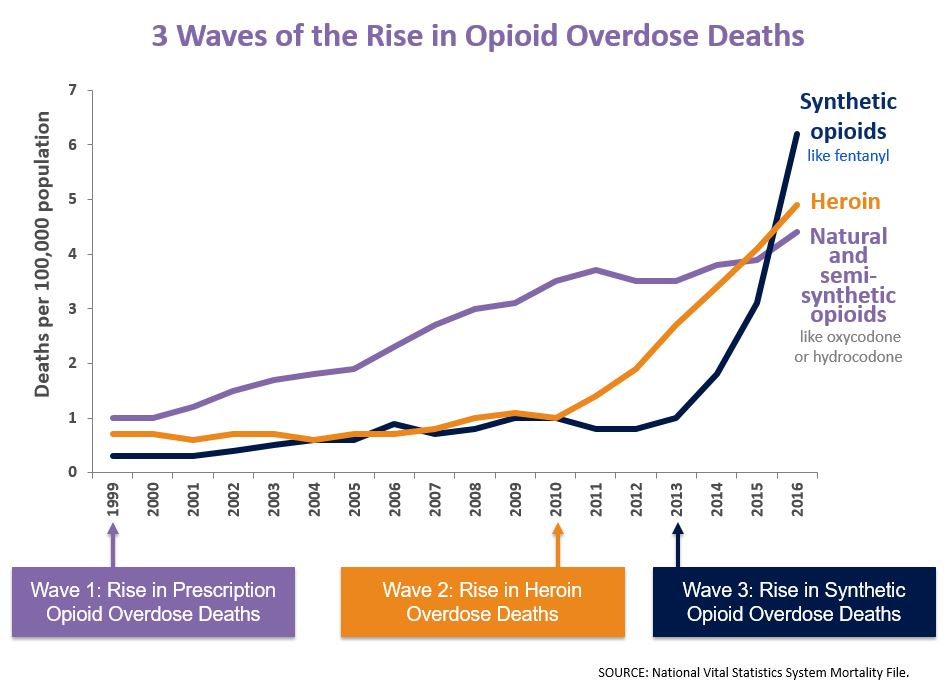 3 Waves of the Rise in Opioid Overdose Deaths
Deaths per 100,000 population
7
6
5
4
3
2
1
0
1999
2000
2001
2002
2003
2004
2005
2006
2007
2008
2009
2010
2011
2012
2013
2014
2015
2016
Synthetic
opioids
like fentanyl
Heroin
Natural
and
semi-
synthetic
opioids
like oxycodone
or hydrocodone
Wave 1: Rise in Prescription
Opioid Overdose Deaths
Wave 2: Rise in Heroin
Overdose Deaths
Wave 3: Rise in Synthetic
Opioid Overdose Deaths
SOURCE: National Vital Statistics System Mortality File.